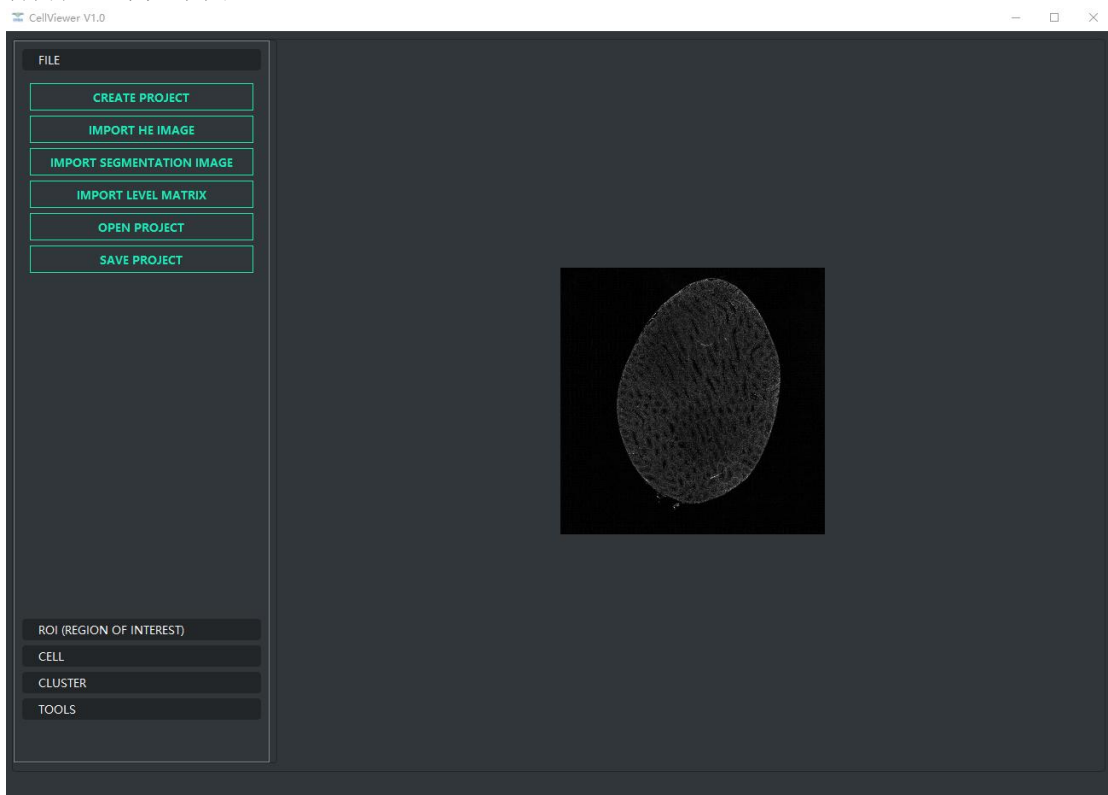 CellViewer V1.0
FILE
CREATE PROJECT
IMPORT HE IMAGE
IMPORT SEGMENTATION IMAGE
IMPORT LEVEL MATRIX
OPEN PROJECT
SAVE PROJECT
ROI (REGION OF INTEREST)
CELL
CLUSTER
TOOLS